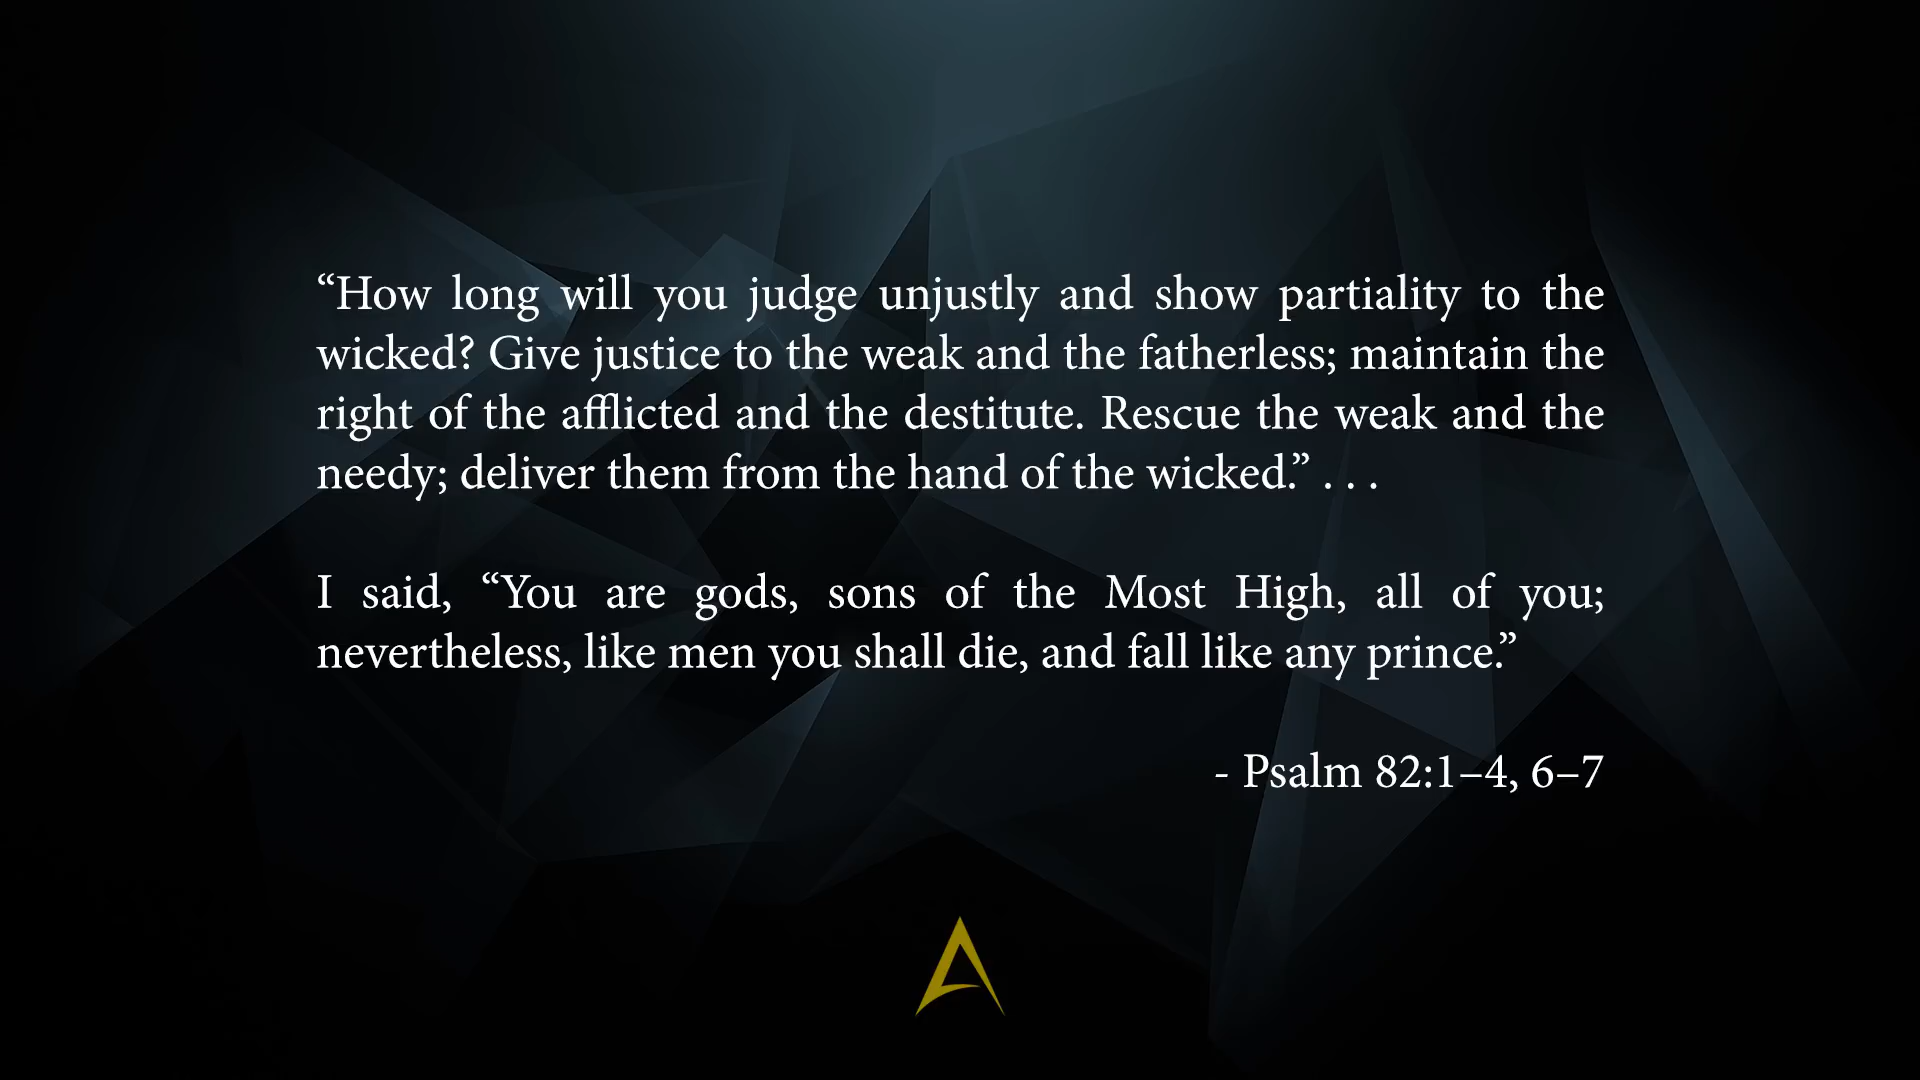 “How long will you judge unjustly and show partiality to the
wicked? Give justice to the weak and the fatherless; maintain the
right of the afflicted and the destitute. Rescue the weak and the
needy; deliver them from the hand of the wicked.” . . .
I said, “You are gods, sons of the Most High, all of you;
nevertheless, like men you shall die, and fall like any prince.”
- Psalm 82:1–4, 6–7